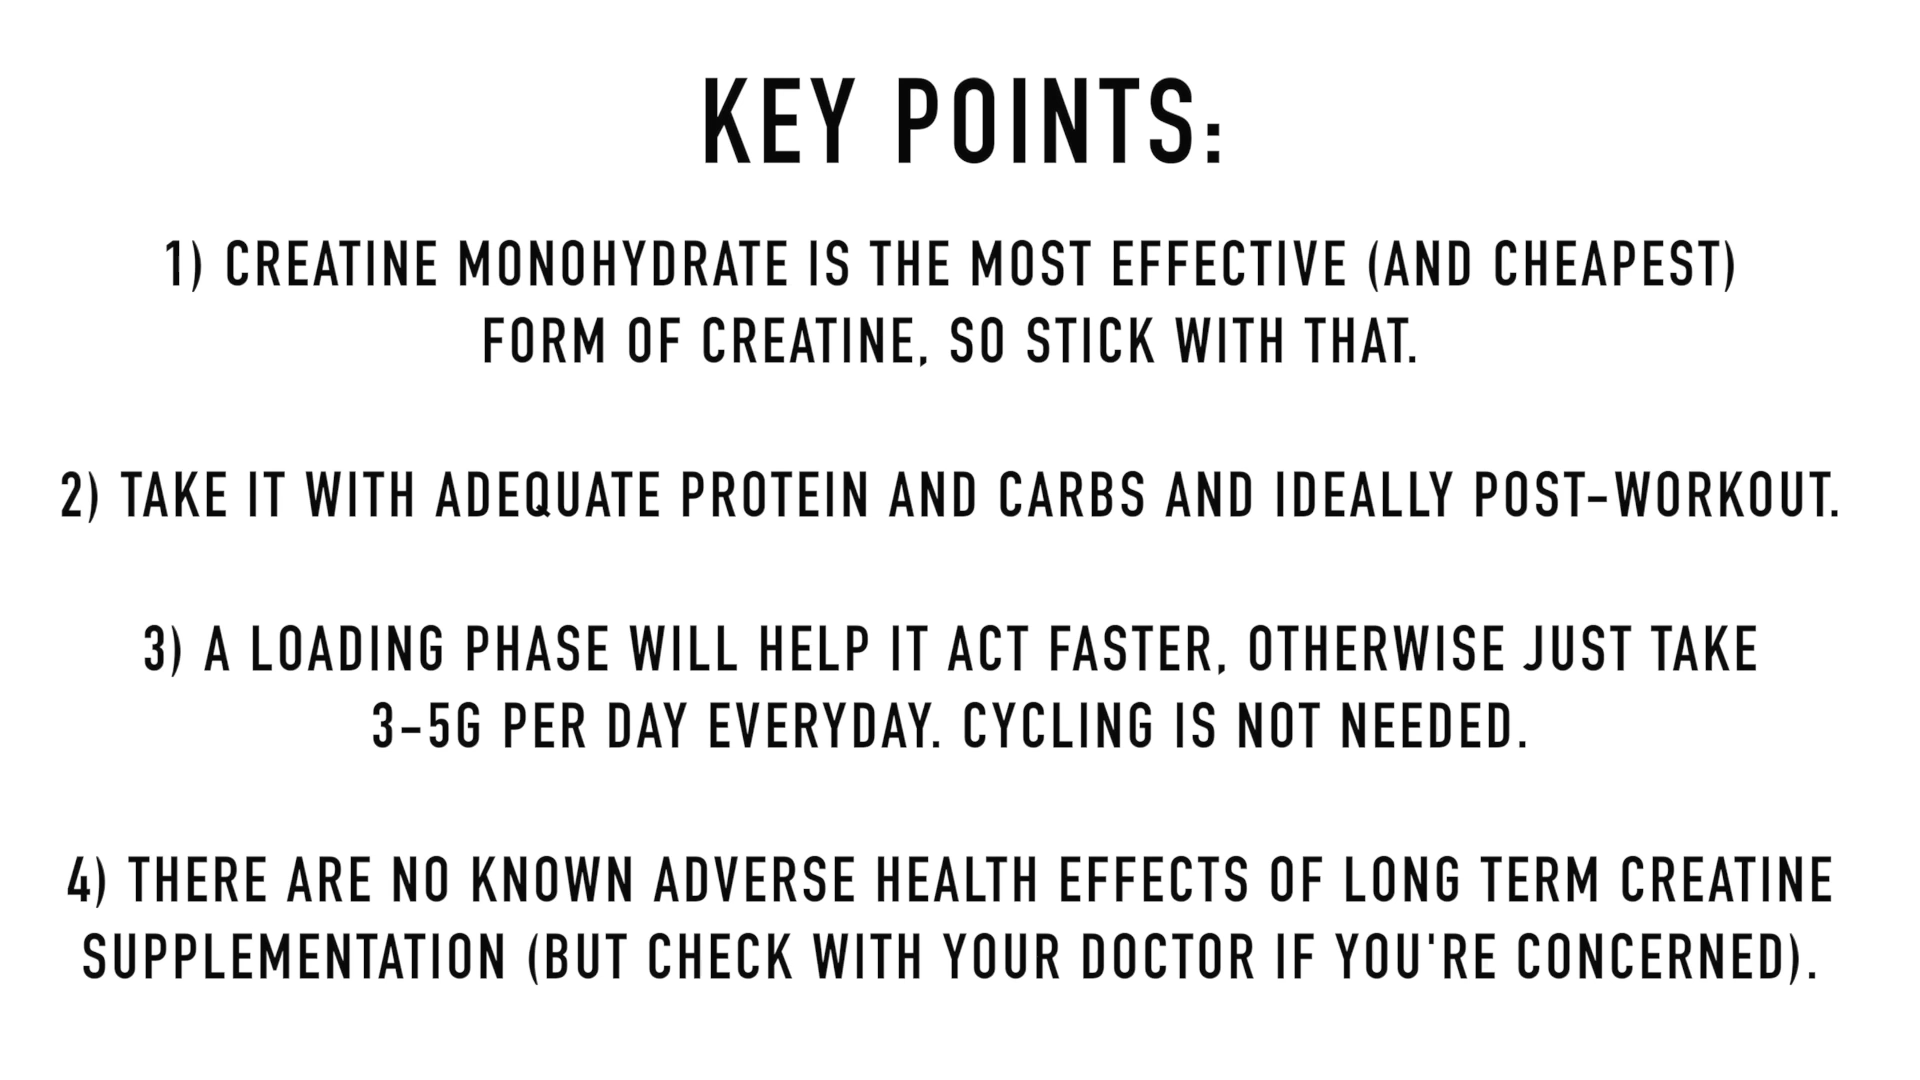 KEY POINTS:
1) CREATINE MONOHYDRATE IS THE MOST EFFECTIVE (AND CHEAPEST)
FORM OF CREATINE, SO STICK WITH THAT.
2) TAKE IT WITH ADEQUATE PROTEIN AND CARBS AND IDEALLY POST-WORKOUT.
3) A LOADING PHASE WILL HELP IT ACT FASTER, OTHERWISE JUST TAKE
3-5G PER DAY EVERYDAY. CYCLING IS NOT NEEDED.
4) THERE ARE NO KNOWN ADVERSE HEALTH EFFECTS OF LONG TERM CREATINE
SUPPLEMENTATION (BUT CHECK WITH YOUR DOCTOR IF YOU'RE CONCERNED).